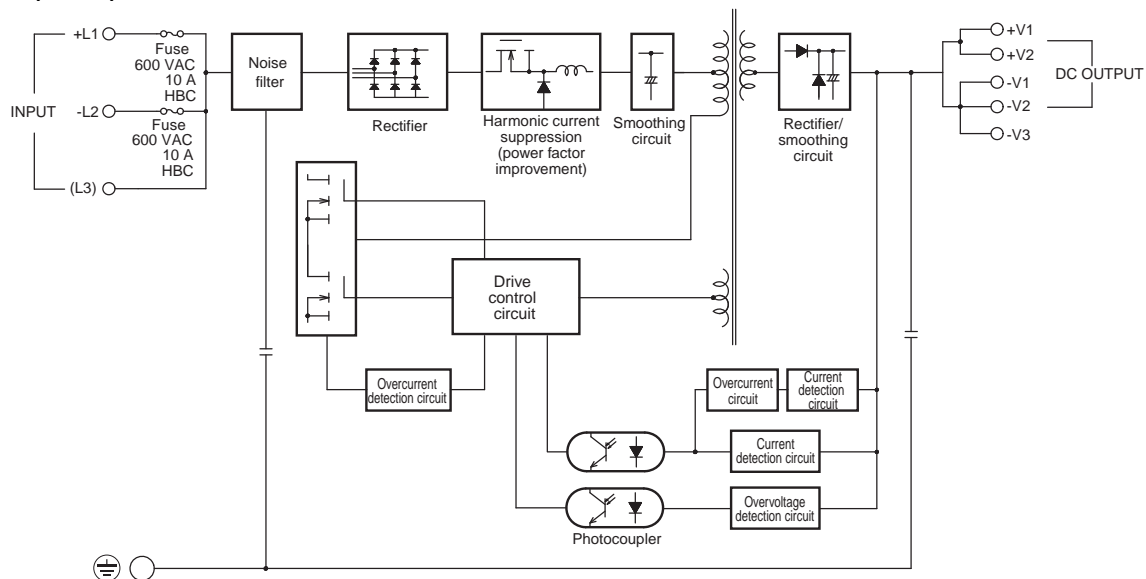 +L1
Fuse
600 VAC
10 A
HBC
INPUT
-L2
Fuse
600 VAC
10 A
HBC
(L3)
Noise
filter
Rectifier
Harmonic current
suppression
(power factor
improvement)
Smoothing
circuit
Rectifier/
smoothing
circuit
+V1
+V2
-V1
-V2
-V3
DC OUTPUT
Drive
control
circuit
Overcurrent
detection circuit
Overcurrent
circuit
Current
detection
circuit
Current
detection circuit
Overvoltage
detection circuit
Photocoupler